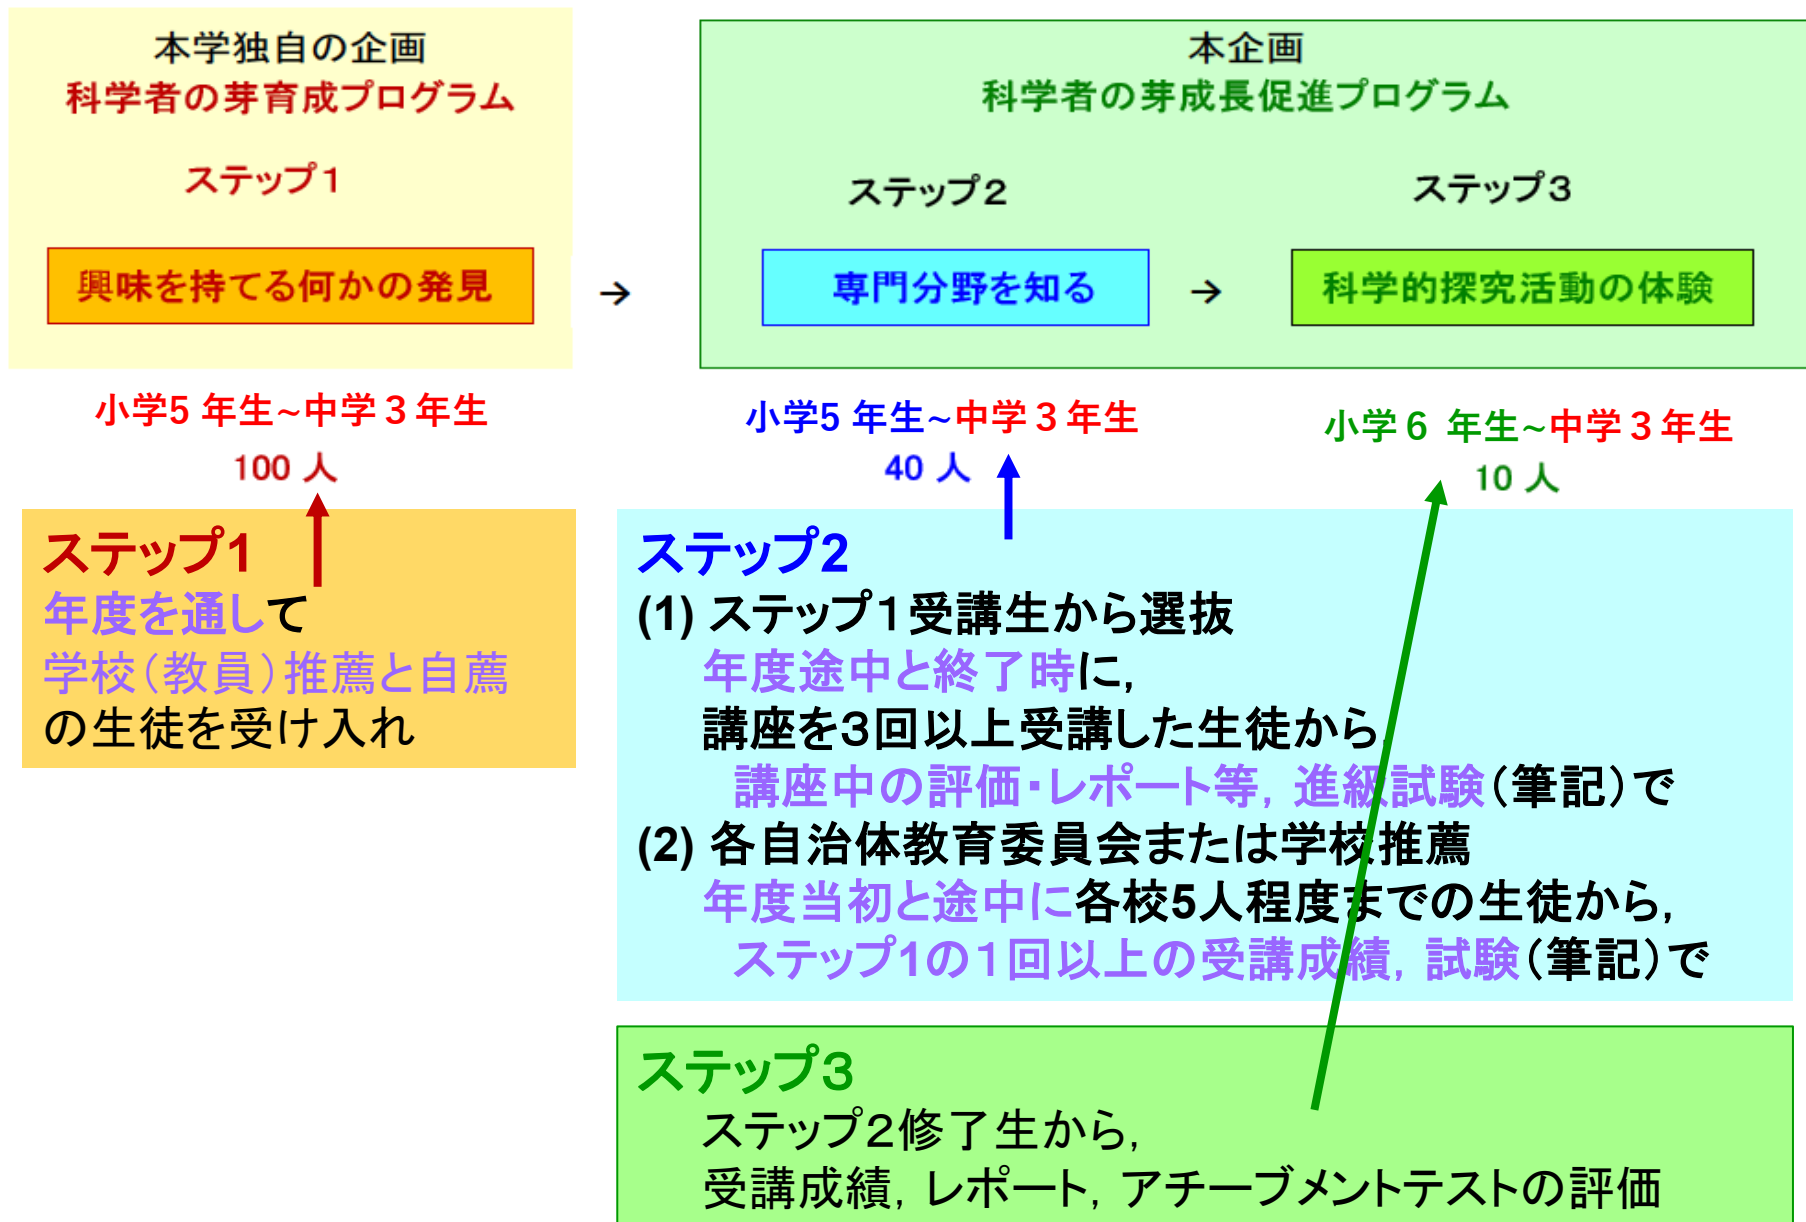 本学独自の企画
科学者の芽育成プログラム
ステップ1
興味を持てる何かの発見
→
本企画
科学者の芽成長促進プログラム
ステップ2
ステップ3
専門分野を知る
→
科学的探究活動の体験
小学5 年生~中学3年生
100 人
小学5 年生~中学3年生
40 人
小学6 年生~中学3年生
10 人
ステップ1
年度を通して
学校(教員)推薦と自薦
の生徒を受け入れ
ステップ2
(1) ステップ1受講生から選抜
年度途中と終了時に,
講座を3回以上受講した生徒から,
講座中の評価・レポート等, 進級試験(筆記)で
(2) 各自治体教育委員会または学校推薦
年度当初と途中に各校5人程度までの生徒から,
ステップ1の1回以上の受講成績, 試験(筆記)で
ステップ3
ステップ2修了生から,
受講成績, レポート, アチーブメントテストの評価